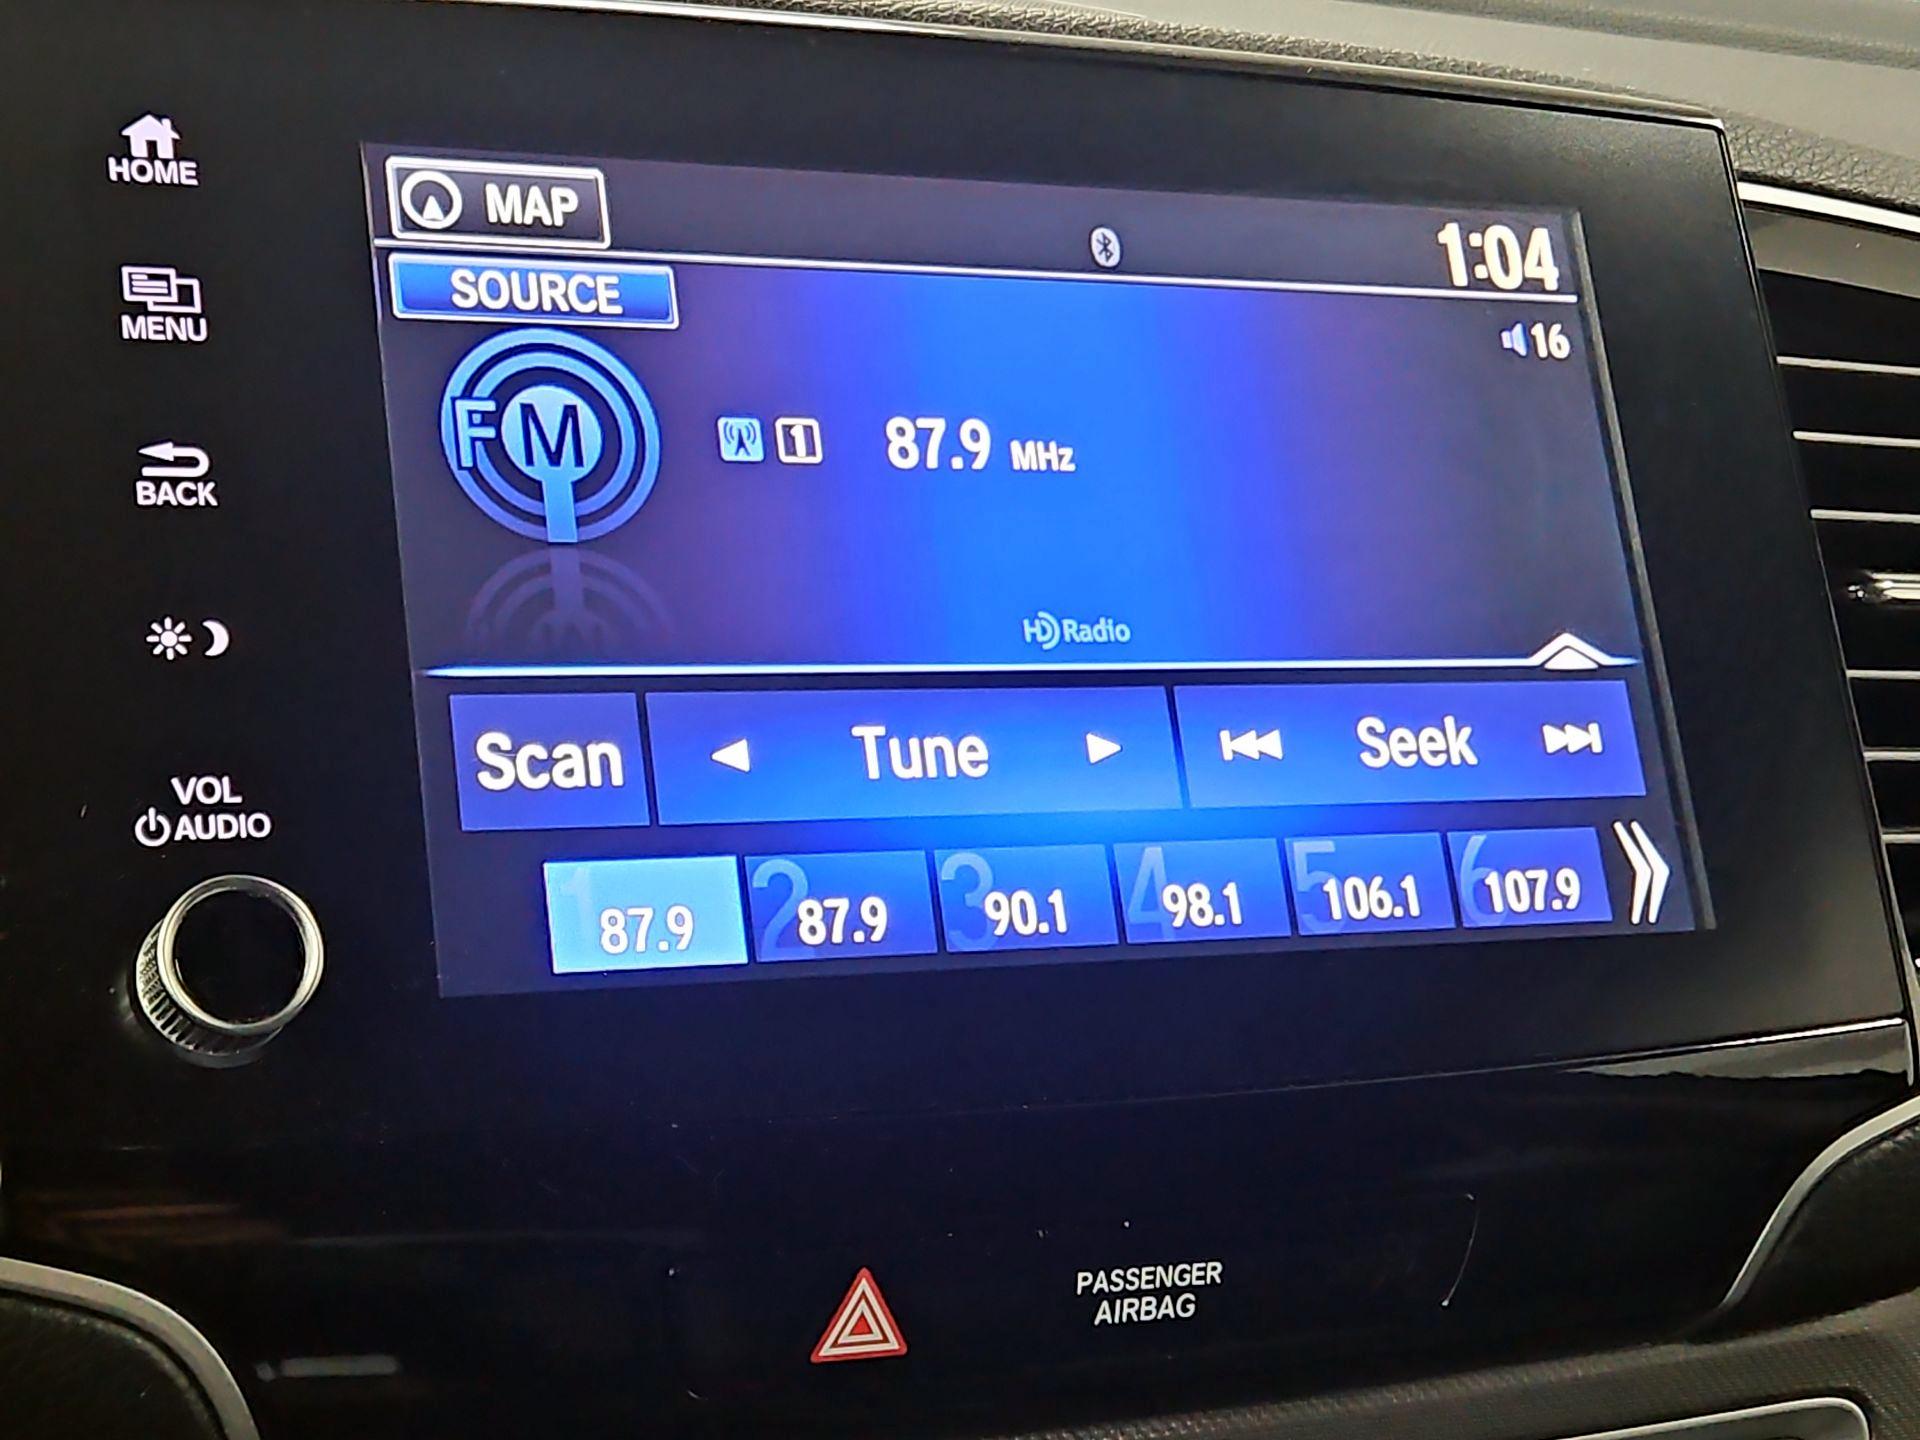 HOME
MAP
1:04
SOURCE
MENU
16
FM
1 87.9 MHz
BACK
HD Radio
Scan Tune Seek
VOL
AUDIO
1 87.9 2 87.9 3 90.1 4 98.1 5 106.1 6 107.9
PASSENGER
AIRBAG